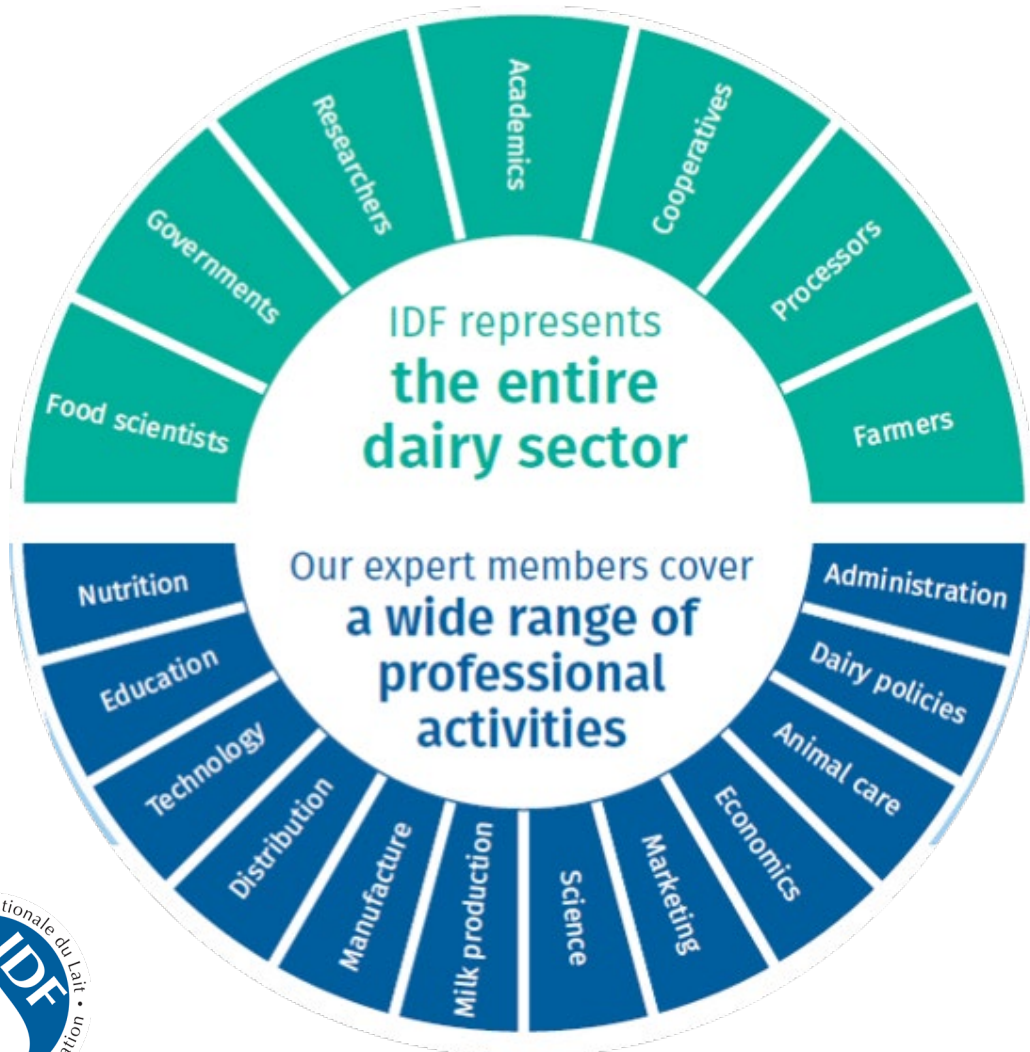 Food scientists
Governments
Researchers
Academics
Cooperatives
Processors
Farmers
IDF represents
the entire
dairy sector
Our expert members cover
a wide range of
professional
activities
Nutrition
Education
Technology
Distribution
Manufacture
Milk production
Science
Marketing
Economics
Animal care
Dairy policies
Administration
IDF
du Lait •